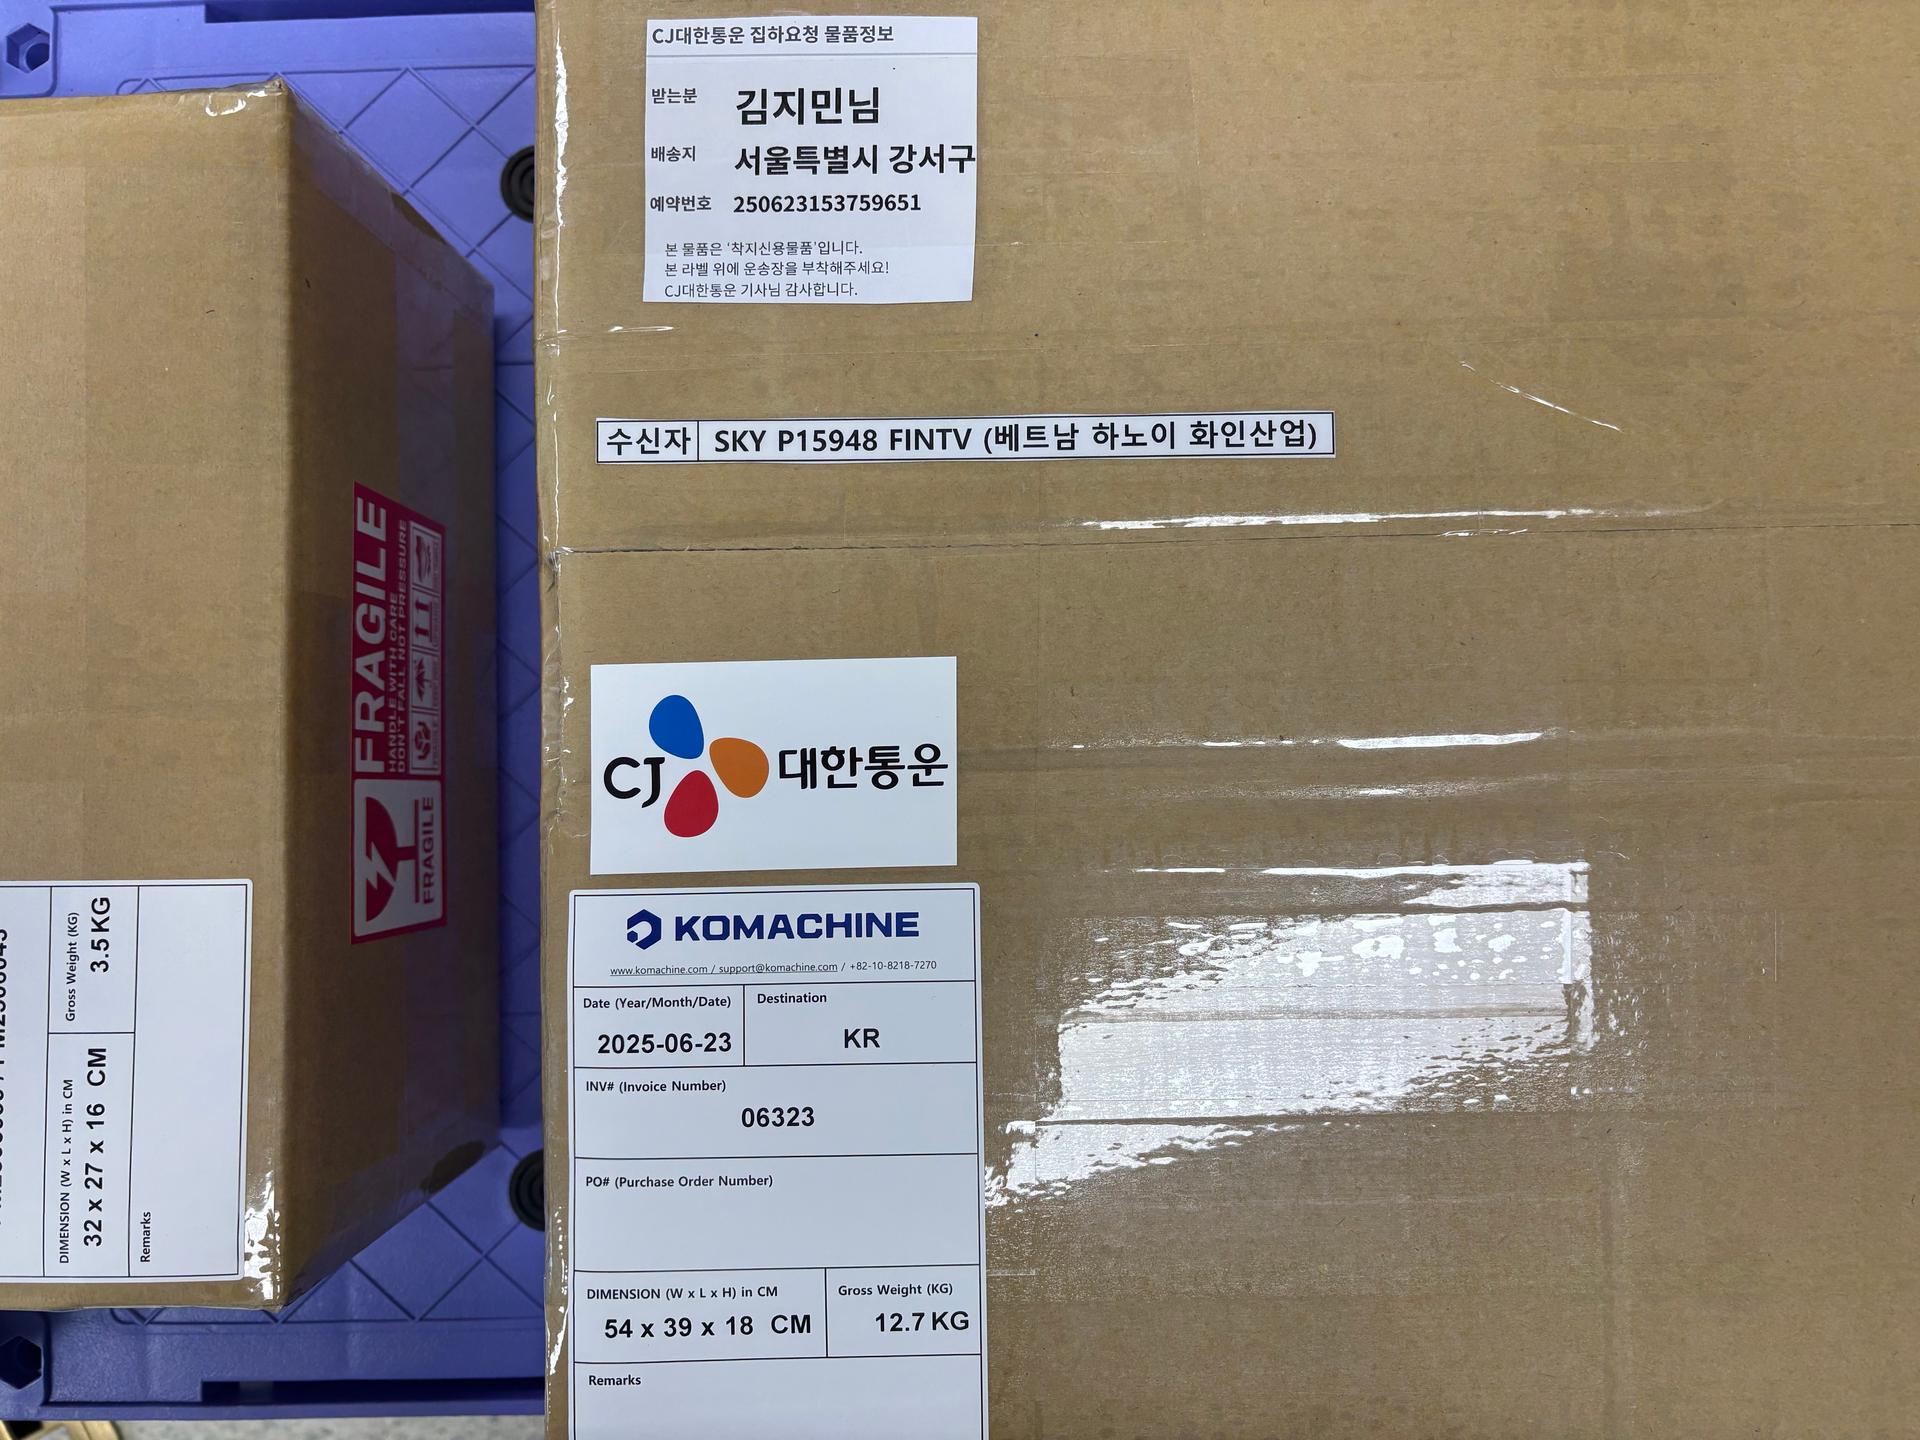 CJ대한통운 집하요청 물품정보
받는분 김지민님
배송지 서울특별시 강서구
예약번호 250623153759651
본 물품은 '착지신용물품'입니다.
본 라벨 위에 운송장을 부착해주세요!
CJ대한통운 기사님 감사합니다.
수신자 SKY P15948 FINTV (베트남 하노이 화인산업)
CJ 대한통운
KOMACHINE
www.komachine.com / support@komachine.com / +82-10-8218-7270
Date (Year/Month/Date)
2025-06-23
Destination
KR
INV# (Invoice Number)
06323
PO# (Purchase Order Number)
DIMENSION (W x L x H) in CM
54 x 39 x 18 CM
Gross Weight (KG)
12.7 KG
Remarks
FRAGILE
HANDLE WITH CARE
DON'T FALL NOT PRESSURE
FRAGILE
Gross Weight (KG)
3.5 KG
DIMENSION (W x L x H) in CM
32 x 27 x 16 CM
Remarks